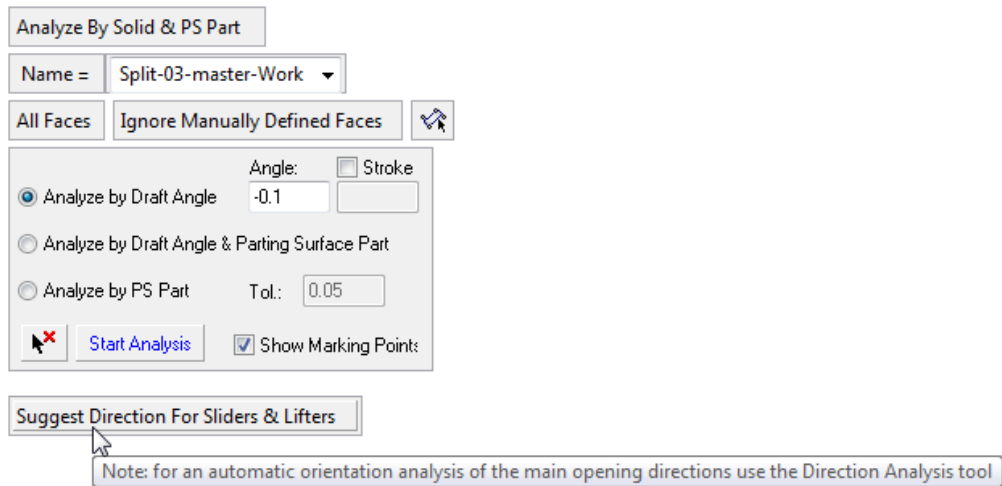 Analyze By Solid & PS Part
Name = Split-03-master-Work
All Faces Ignore Manually Defined Faces
Angle: Stroke
Analyze by Draft Angle -0.1
Analyze by Draft Angle & Parting Surface Part
Analyze by PS Part Tol.: 0.05
Start Analysis Show Marking Points
Suggest Direction For Sliders & Lifters
Note: for an automatic orientation analysis of the main opening directions use the Direction Analysis tool